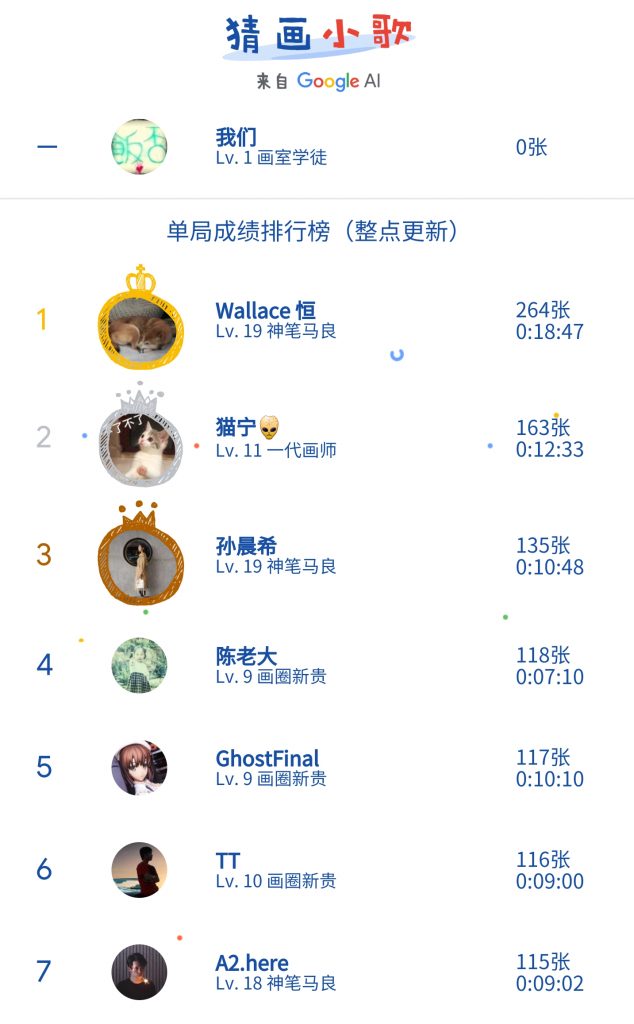 猜画小歌
来自 Google AI
一 我们 0张
Lv. 1 画室学徒
单局成绩排行榜（整点更新）
1 Wallace 恒 264张
Lv. 19 神笔马良 0:18:47
了不了
2 猫宁 163张
Lv. 11 一代画师 0:12:33
3 孙晨希 135张
Lv. 19 神笔马良 0:10:48
4 陈老大 118张
Lv. 9 画圈新贵 0:07:10
5 GhostFinal 117张
Lv. 9 画圈新贵 0:10:10
6 TT 116张
Lv. 10 画圈新贵 0:09:00
7 A2.here 115张
Lv. 18 神笔马良 0:09:02